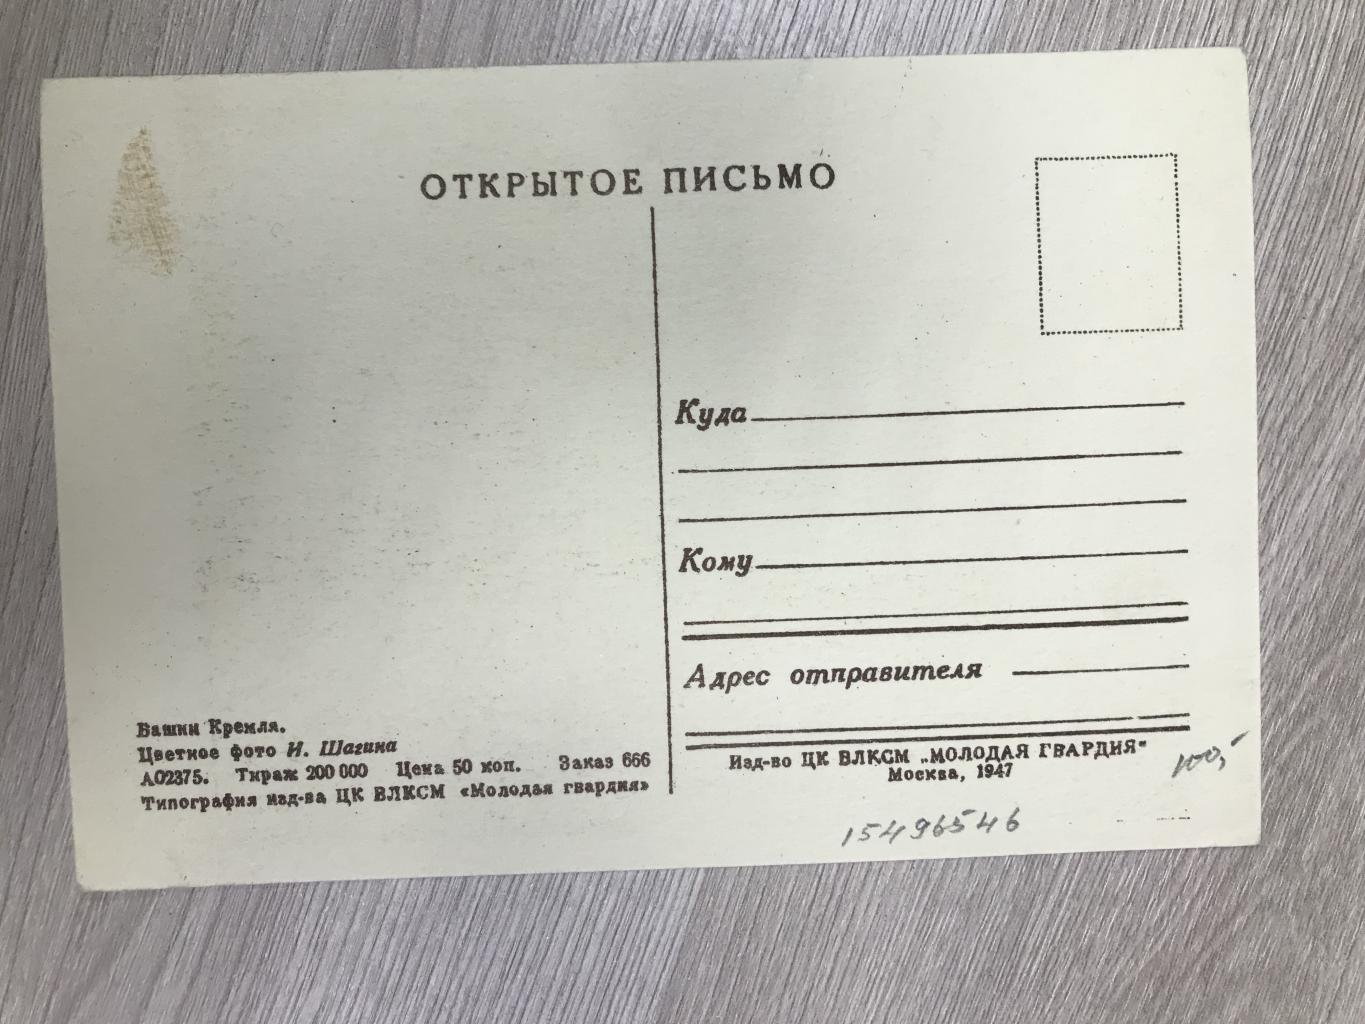 ОТКРЫТОЕ ПИСЬМО
Куда
Кому
Адрес отправителя
Башни Кремля.
Цветное фото И. Шагина
А02375. Тираж 200 000 Цена 50 коп. Заказ 666
Типография изд-ва ЦК ВЛКСМ «Молодая гвардия»
Изд-во ЦК ВЛКСМ „МОЛОДАЯ ГВАРДИЯ"
Москва, 1947
100,-
15496546